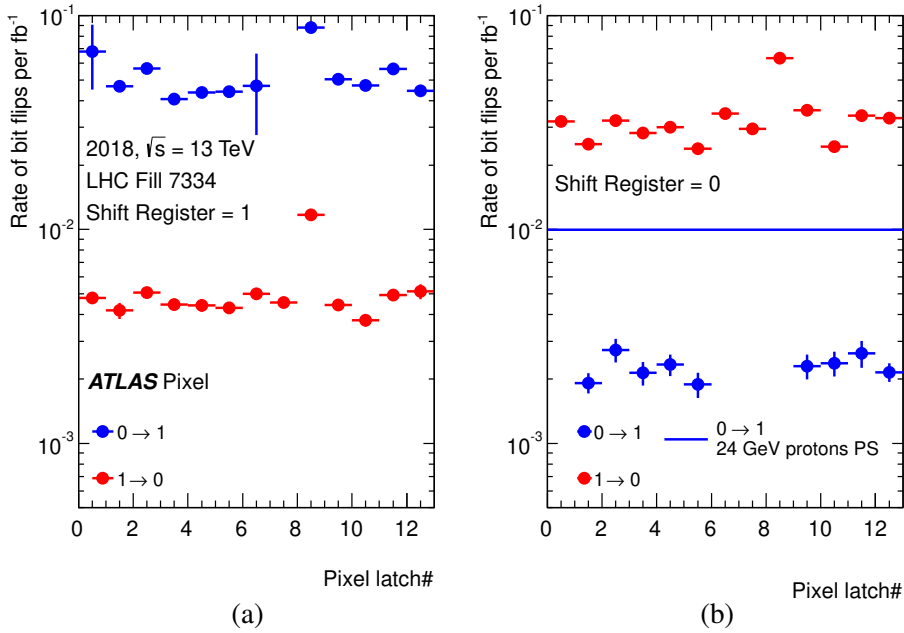 Rate of bit flips per fb⁻¹
10⁻¹
10⁻²
10⁻³
2018, √s = 13 TeV
LHC Fill 7334
Shift Register = 1
ATLAS Pixel
0 → 1
1 → 0
0 2 4 6 8 10 12
Pixel latch#
(a)
Rate of bit flips per fb⁻¹
10⁻¹
10⁻²
10⁻³
Shift Register = 0
0 → 1
1 → 0
0 → 1
24 GeV protons PS
0 2 4 6 8 10 12
Pixel latch#
(b)